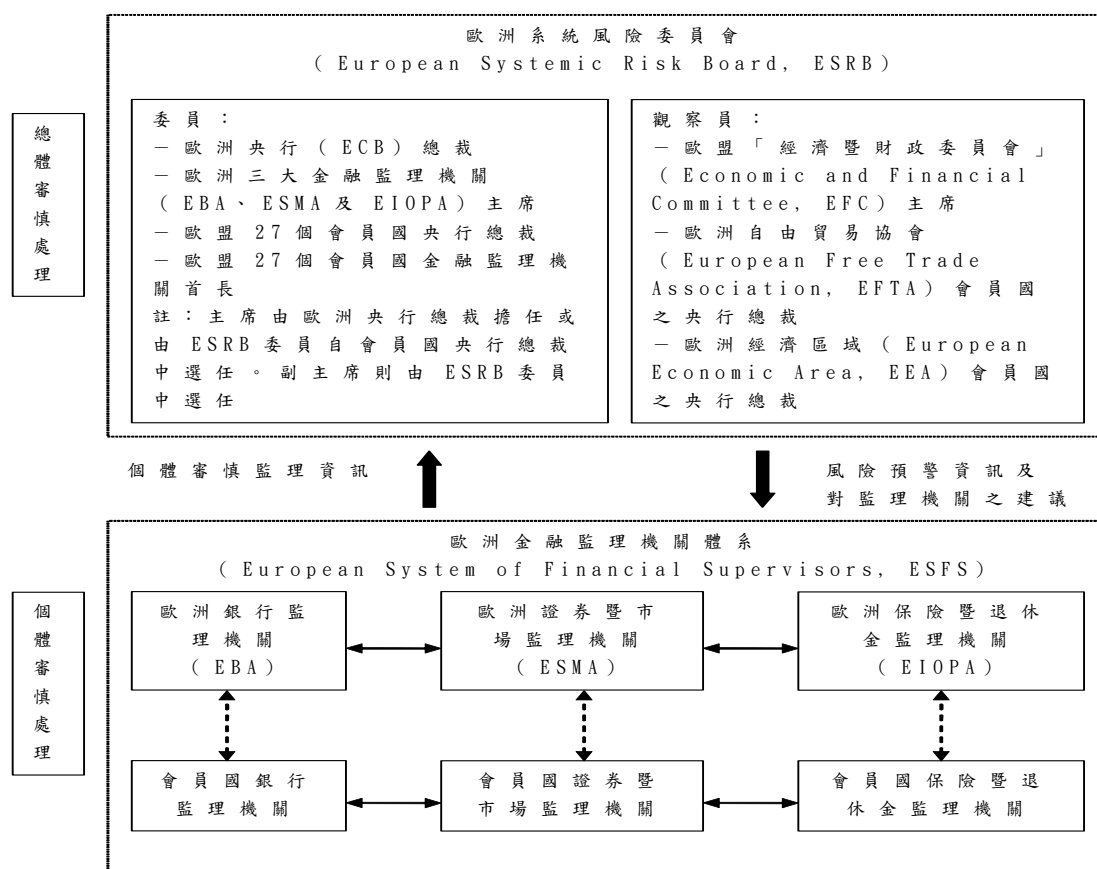 歐洲系統風險委員會
(European Systemic Risk Board, ESRB)
總
體
審
慎
處
理
委員：
－歐洲央行(ECB)總裁
－歐洲三大金融監理機關
(EBA、ESMA及EIOPA)主席
－歐盟27個會員國央行總裁
－歐盟27個會員國金融監理機
關首長
註：主席由歐洲央行總裁擔任或
由ESRB委員自會員國央行總裁
中選任。副主席則由ESRB委員
中選任
觀察員：
－歐盟「經濟暨財政委員會」
(Economic and Financial
Committee, EFC)主席
－歐洲自由貿易協會
(European Free Trade
Association, EFTA)會員國
之央行總裁
－歐洲經濟區域(European
Economic Area, EEA)會員國
之央行總裁
個體審慎監理資訊
風險預警資訊及
對監理機關之建議
歐洲金融監理機關體系
(European System of Financial Supervisors, ESFS)
個
體
審
慎
處
理
歐洲銀行監
理機關
(EBA)
歐洲證券暨市
場監理機關
(ESMA)
歐洲保險暨退休
金監理機關
(EIOPA)
會員國銀行
監理機關
會員國證券暨
市場監理機關
會員國保險暨退
休金監理機關